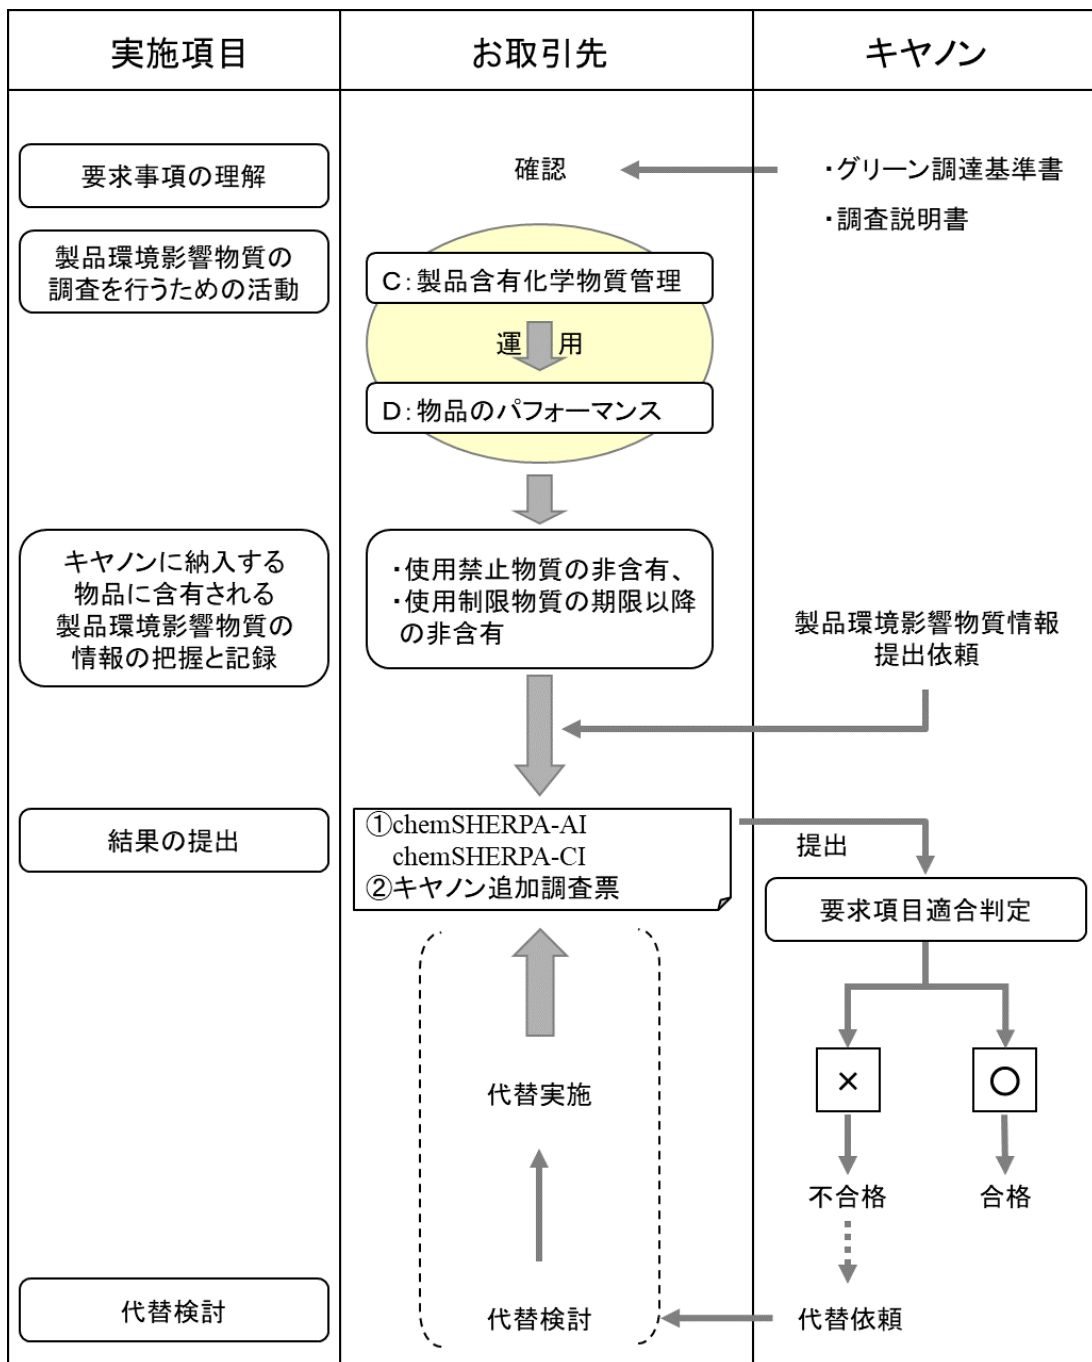 実施項目
お取引先
キヤノン
要求事項の理解
確認
・グリーン調達基準書
・調査説明書
製品環境影響物質の
調査を行うための活動
C:製品含有化学物質管理
運用
D:物品のパフォーマンス
キヤノンに納入する
物品に含有される
製品環境影響物質の
情報の把握と記録
・使用禁止物質の非含有、
・使用制限物質の期限以降
の非含有
製品環境影響物質情報
提出依頼
結果の提出
①chemSHERPA-AI
chemSHERPA-CI
②キヤノン追加調査票
提出
要求項目適合判定
×
○
不合格
合格
代替実施
代替検討
代替検討
代替依頼